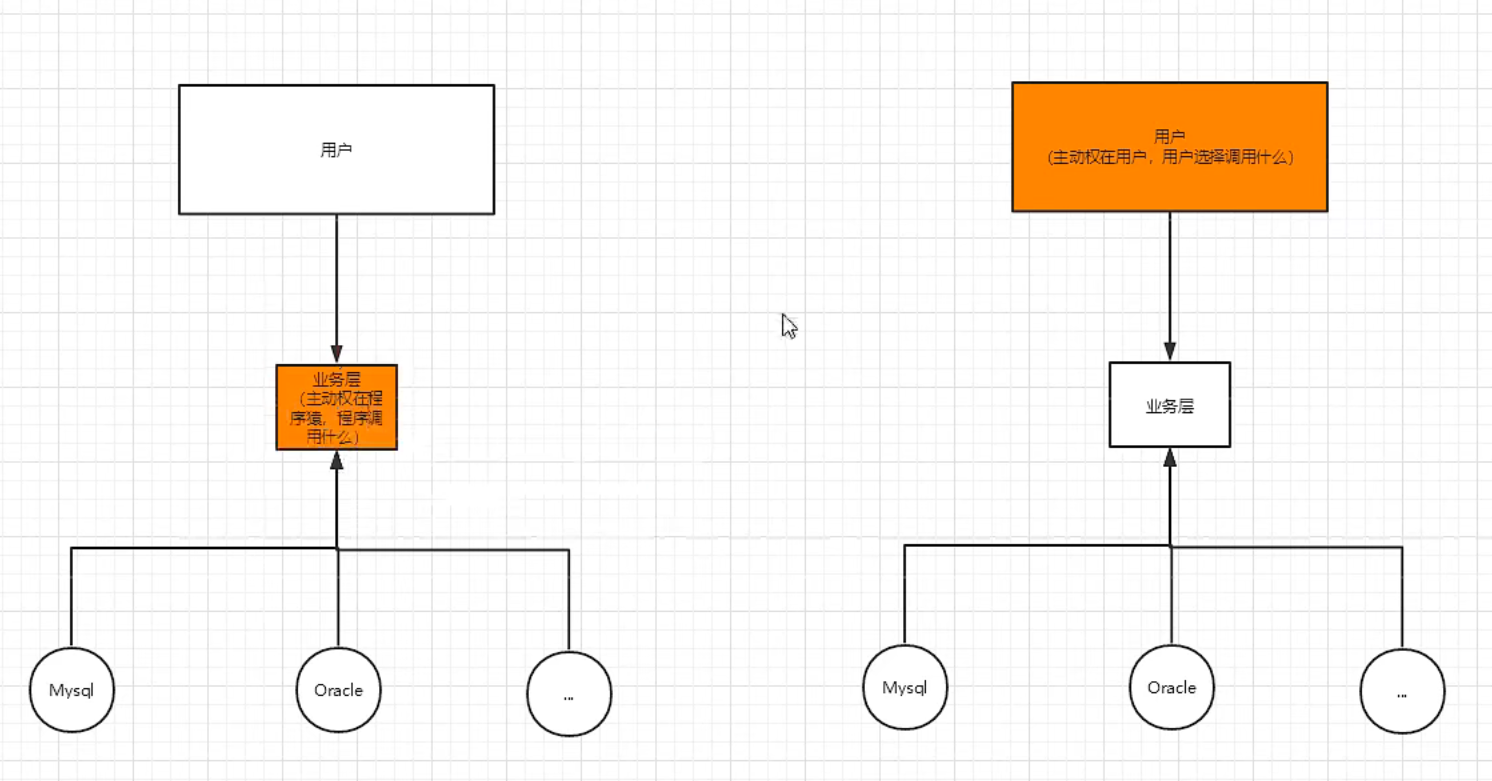 用户
用户
（主动权在用户，用户选择调用什么）
业务层
（主动权在程
序猿，程序调
用什么）
业务层
Mysql
Oracle
...
Mysql
Oracle
...